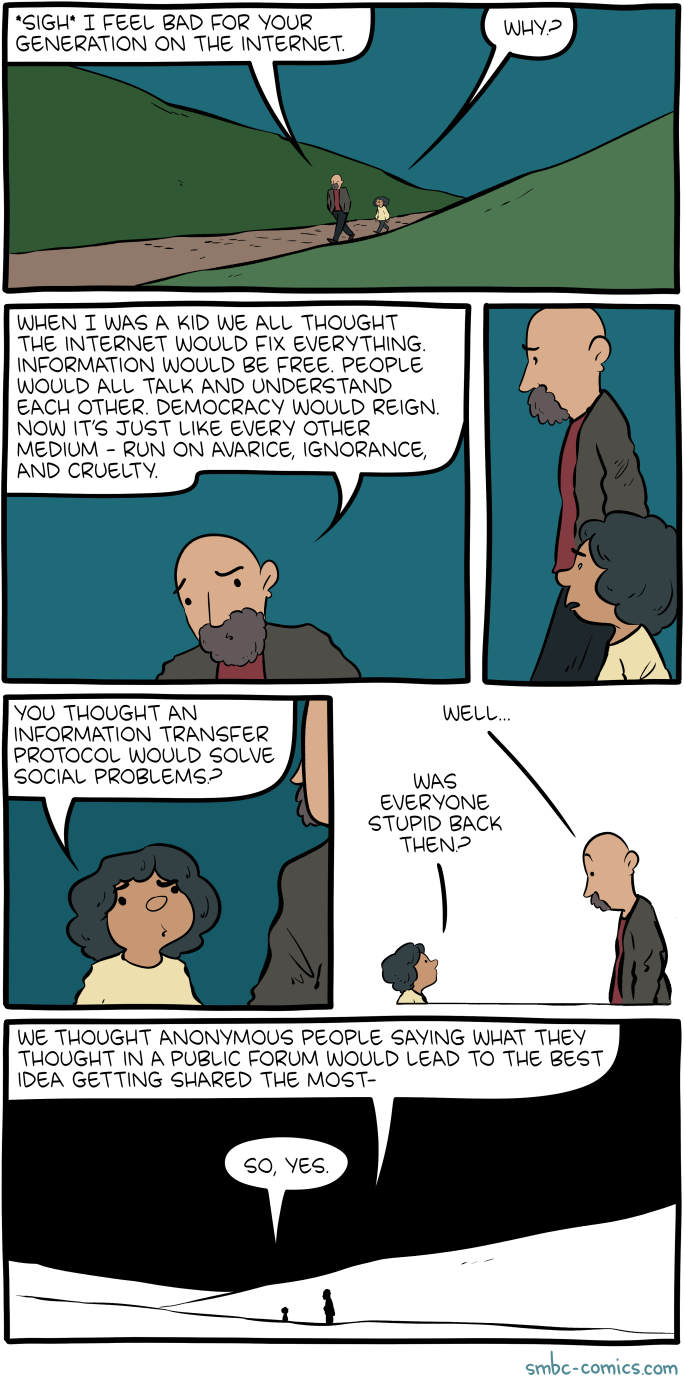 *SIGH* I FEEL BAD FOR YOUR
GENERATION ON THE INTERNET.
WHY?
WHEN I WAS A KID WE ALL THOUGHT
THE INTERNET WOULD FIX EVERYTHING.
INFORMATION WOULD BE FREE. PEOPLE
WOULD ALL TALK AND UNDERSTAND
EACH OTHER. DEMOCRACY WOULD REIGN.
NOW IT'S JUST LIKE EVERY OTHER
MEDIUM - RUN ON AVARICE, IGNORANCE,
AND CRUELTY.
YOU THOUGHT AN
INFORMATION TRANSFER
PROTOCOL WOULD SOLVE
SOCIAL PROBLEMS?
WELL...
WAS
EVERYONE
STUPID BACK
THEN?
WE THOUGHT ANONYMOUS PEOPLE SAYING WHAT THEY
THOUGHT IN A PUBLIC FORUM WOULD LEAD TO THE BEST
IDEA GETTING SHARED THE MOST-
SO, YES.
smbc-comics.com